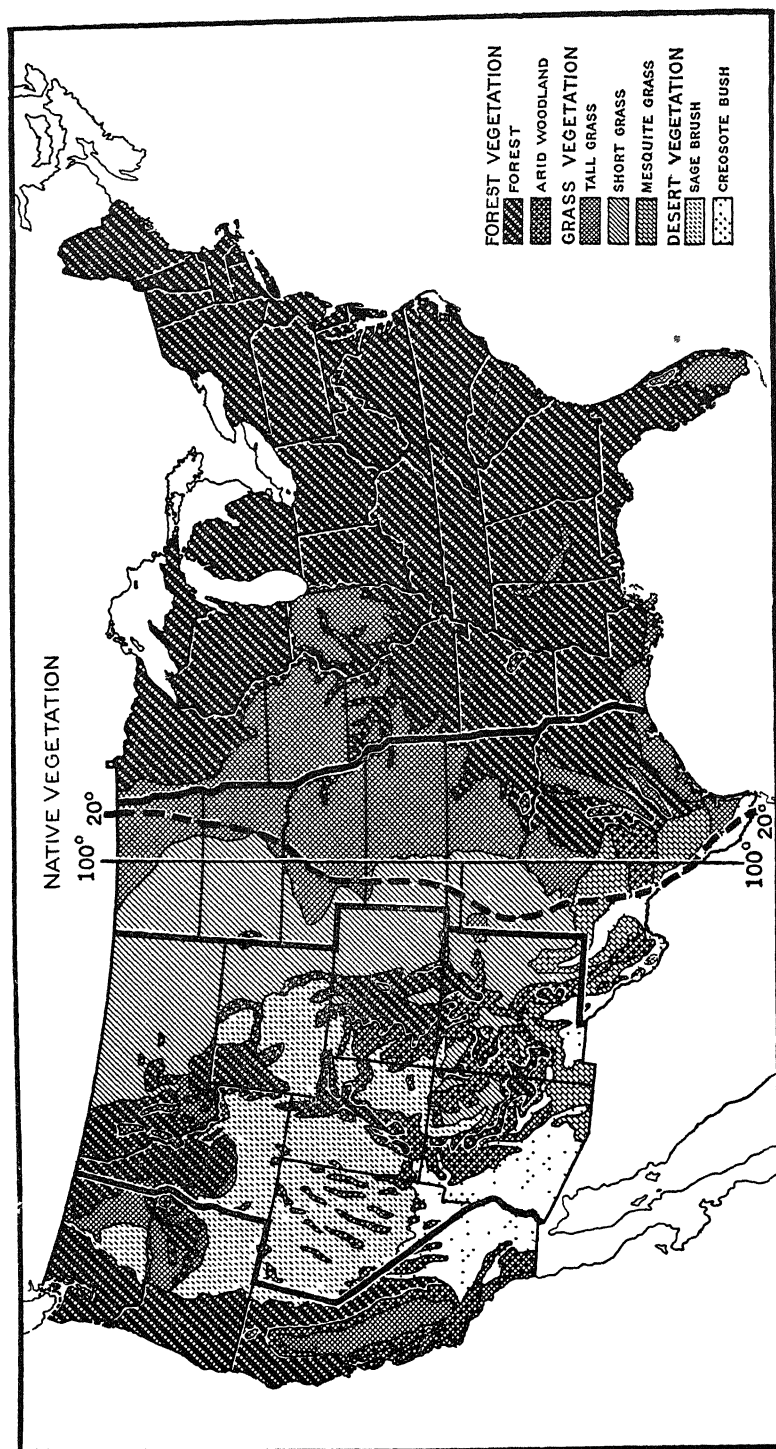 NATIVE VEGETATION
100° 20°
100° 20°
FOREST VEGETATION
FOREST
ARID WOODLAND
GRASS VEGETATION
TALL GRASS
SHORT GRASS
MESQUITE GRASS
DESERT VEGETATION
SAGE BRUSH
CREOSOTE BUSH